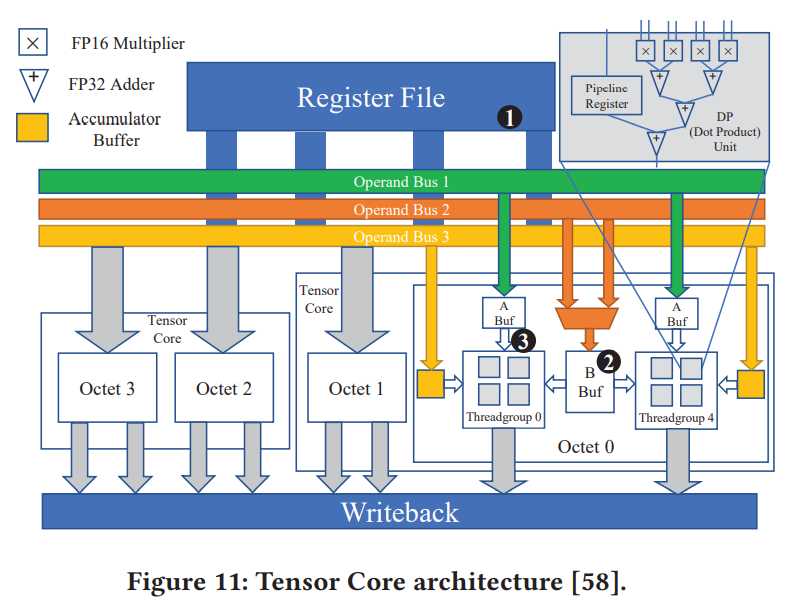 × FP16 Multiplier
+ FP32 Adder
Accumulator
Buffer
Register File
1
× × × ×
+ +
+
+
Pipeline
Register
DP
(Dot Product)
Unit
Operand Bus 1
Operand Bus 2
Operand Bus 3
Tensor
Core
Tensor
Core
A
Buf
A
Buf
3
2
B
Buf
Octet 3
Octet 2
Octet 1
Threadgroup 0
Threadgroup 4
Octet 0
Writeback
Figure 11: Tensor Core architecture [58].